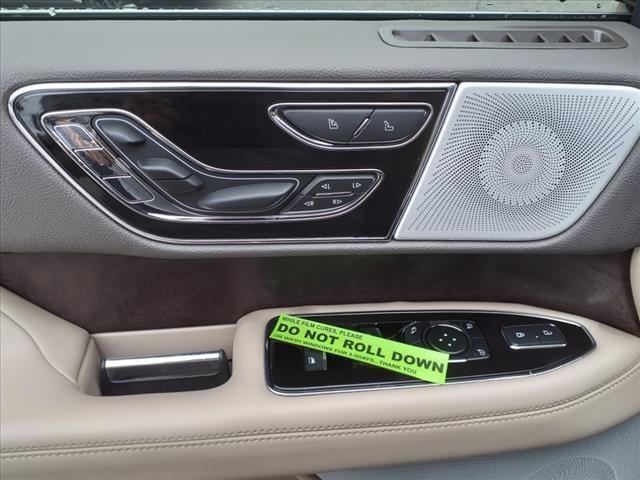 ◁L L▷
◁R R▷
WHILE FILM CURES, PLEASE
DO NOT ROLL DOWN
OR WASH WINDOWS FOR 3-5DAYS...THANK YOU